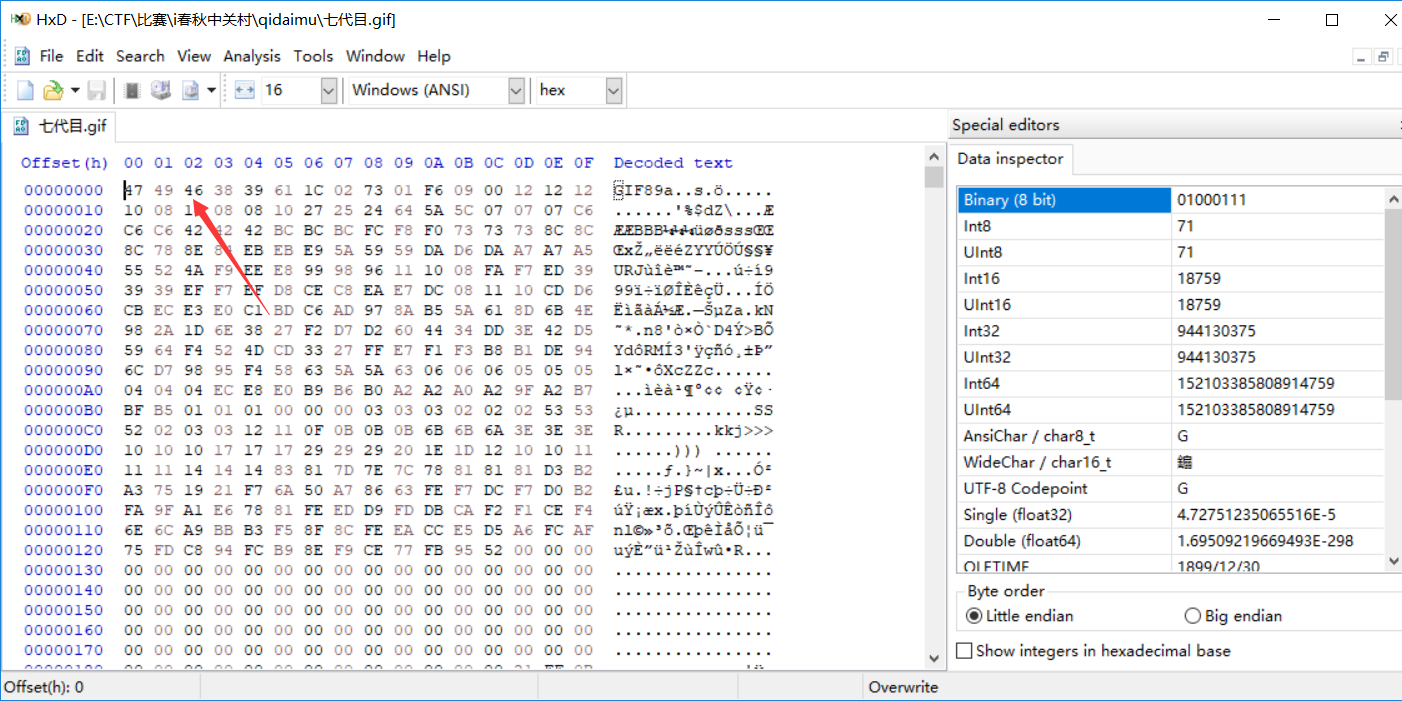 HxD - [E:\CTF\比赛\i春秋中关村\qidaimu\七代目.gif]
File Edit Search View Analysis Tools Window Help
16 Windows (ANSI) hex
七代目.gif
Special editors
Data inspector
Offset(h) 00 01 02 03 04 05 06 07 08 09 0A 0B 0C 0D 0E 0F Decoded text
00000000 47 49 46 38 39 61 1C 02 73 01 F6 09 00 12 12 12 GIF89a..s.ö.....
00000010 10 08 08 08 10 27 25 24 64 5A 5C 07 07 07 C6 ......'%$dZ\...Æ
00000020 C6 C6 42 42 42 BC BC BC FC F8 F0 73 73 73 8C 8C ÆÆBBB¼¼¼üøðsssŒŒ
00000030 8C 78 8E 84 EB EB EB E9 5A 59 59 DA D6 DA A7 A7 A5 ŒxŽ„ëëéZYYÚÖÚ§§¥
00000040 55 52 4A F9 EE E8 99 98 96 11 10 08 FA F7 ED 39 URJùîè™˜–...ú÷í9
00000050 39 39 EF F7 EF D8 CE C8 EA E7 DC 08 11 10 CD D6 99ï÷ïØÎÈêçÜ...ÍÖ
00000060 CB EC E3 E0 C1 BD C6 AD 97 8A B5 5A 61 8D 6B 4E ËìãàÁ½Æ.—ŠµZa.kN
00000070 98 2A 1D 6E 38 27 F2 D7 D2 60 44 34 DD 3E 42 D5 ˜*.n8'ò×Ò`D4Ý>BÕ
00000080 59 64 F4 52 4D CD 33 27 FF E7 F1 F3 B8 B1 DE 94 YdôRMÍ3'ÿçñó¸±Þ”
00000090 6C D7 98 95 F4 58 63 5A 5A 63 06 06 06 05 05 05 l×˜•ôXcZZc......
000000A0 04 04 04 EC E8 E0 B9 B6 B0 A2 A2 A0 A2 9F A2 B7 ...ìèà¹¶°¢¢ ¢Ÿ¢·
000000B0 BF B5 01 01 01 00 00 00 03 03 03 02 02 02 53 53 ¿µ............SS
000000C0 52 02 03 03 12 11 0F 0B 0B 0B 6B 6B 6A 3E 3E 3E R.........kkj>>>
000000D0 10 10 10 17 17 17 29 29 29 20 1E 1D 12 10 10 11 ......))) ......
000000E0 11 11 14 14 14 83 81 7D 7E 7C 78 81 81 81 D3 B2 .....ƒ.}~|x...Ó²
000000F0 A3 75 19 21 F7 6A 50 A7 86 63 FE F7 DC F7 D0 B2 £u.!÷jP§†cþ÷Ü÷Ð²
00000100 FA 9F A1 E6 78 81 FE ED D9 FD DB CA F2 F1 CE F4 úŸ¡æx.þíÙýÛÊòñÎô
00000110 6E 6C A9 BB B3 F5 8F 8C FE EA CC E5 D5 A6 FC AF nl©»³õ.ŒþêÌåÕ¦ü¯
00000120 75 FD C8 94 FC B9 8E F9 CE 77 FB 95 52 00 00 00 uýÈ”ü¹ŽùÎwû•R...
00000130 00 00 00 00 00 00 00 00 00 00 00 00 00 00 00 00 ................
00000140 00 00 00 00 00 00 00 00 00 00 00 00 00 00 00 00 ................
00000150 00 00 00 00 00 00 00 00 00 00 00 00 00 00 00 00 ................
00000160 00 00 00 00 00 00 00 00 00 00 00 00 00 00 00 00 ................
00000170 00 00 00 00 00 00 00 00 00 00 00 00 00 00 00 00 ................
Binary (8 bit) 01000111
Int8 71
UInt8 71
Int16 18759
UInt16 18759
Int32 944130375
UInt32 944130375
Int64 152103385808914759
UInt64 152103385808914759
AnsiChar / char8_t G
WideChar / char16_t
UTF-8 Codepoint G
Single (float32) 4.72751235065516E-5
Double (float64) 1.69509219669493E-298
OLETIME 1899/12/30
Byte order
Little endian Big endian
Show integers in hexadecimal base
Offset(h): 0 Overwrite